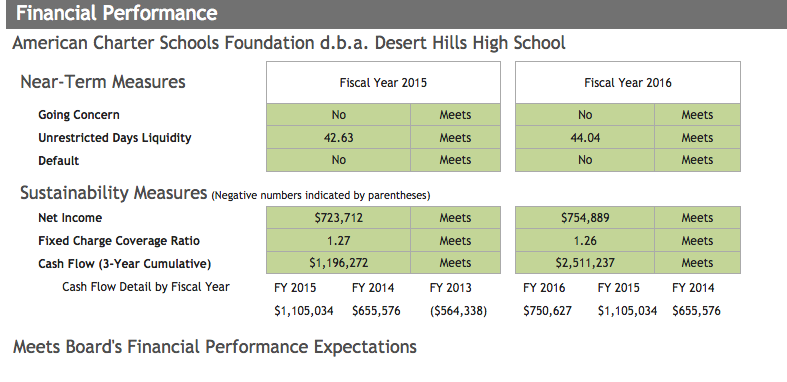 Financial Performance
American Charter Schools Foundation d.b.a. Desert Hills High School
Near-Term Measures Fiscal Year 2015 Fiscal Year 2016
Going Concern No Meets No Meets
Unrestricted Days Liquidity 42.63 Meets 44.04 Meets
Default No Meets No Meets
Sustainability Measures (Negative numbers indicated by parentheses)
Net Income $723,712 Meets $754,889 Meets
Fixed Charge Coverage Ratio 1.27 Meets 1.26 Meets
Cash Flow (3-Year Cumulative) $1,196,272 Meets $2,511,237 Meets
Cash Flow Detail by Fiscal Year FY 2015 FY 2014 FY 2013 FY 2016 FY 2015 FY 2014
$1,105,034 $655,576 ($564,338) $750,627 $1,105,034 $655,576
Meets Board's Financial Performance Expectations